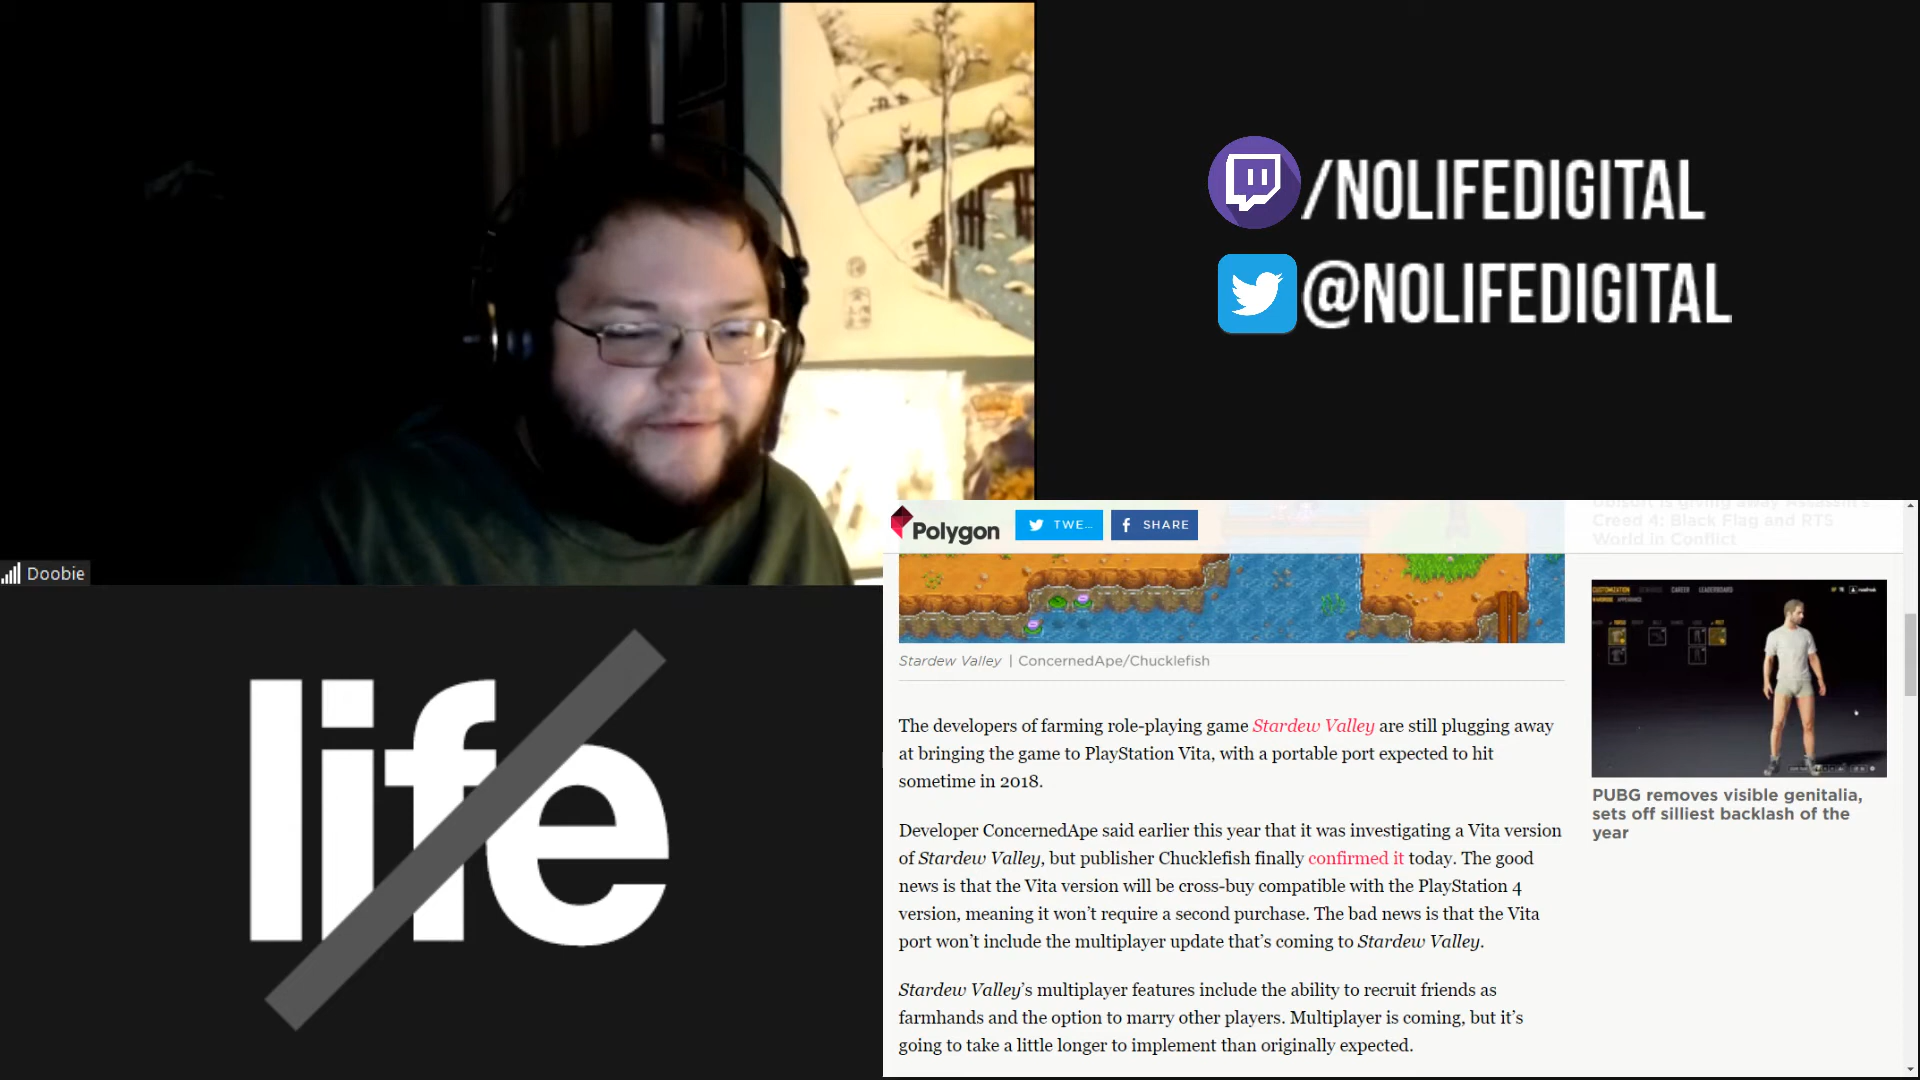 /NOLIFEDIGITAL
@NOLIFEDIGITAL
Doobie
life
Polygon
TWE...
SHARE
Creed 4: Black Flag and RTS
World in Conflict
Stardew Valley | ConcernedApe/Chucklefish
The developers of farming role-playing game Stardew Valley are still plugging away
at bringing the game to PlayStation Vita, with a portable port expected to hit
sometime in 2018.
Developer ConcernedApe said earlier this year that it was investigating a Vita version
of Stardew Valley, but publisher Chucklefish finally confirmed it today. The good
news is that the Vita version will be cross-buy compatible with the PlayStation 4
version, meaning it won’t require a second purchase. The bad news is that the Vita
port won’t include the multiplayer update that’s coming to Stardew Valley.
Stardew Valley’s multiplayer features include the ability to recruit friends as
farmhands and the option to marry other players. Multiplayer is coming, but it’s
going to take a little longer to implement than originally expected.
CUSTOMIZATION
CAREER
LEADERBOARD
PUBG removes visible genitalia,
sets off silliest backlash of the
year